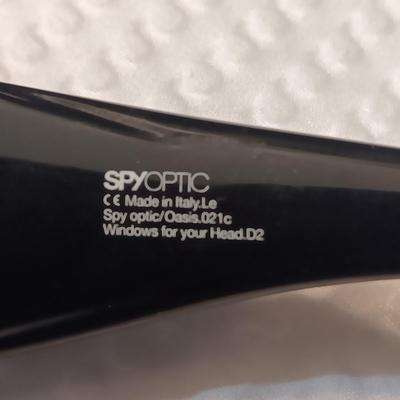 SPYOPTIC
CE Made in Italy.Le
Spy optic/Oasis.021c
Windows for your Head.D2